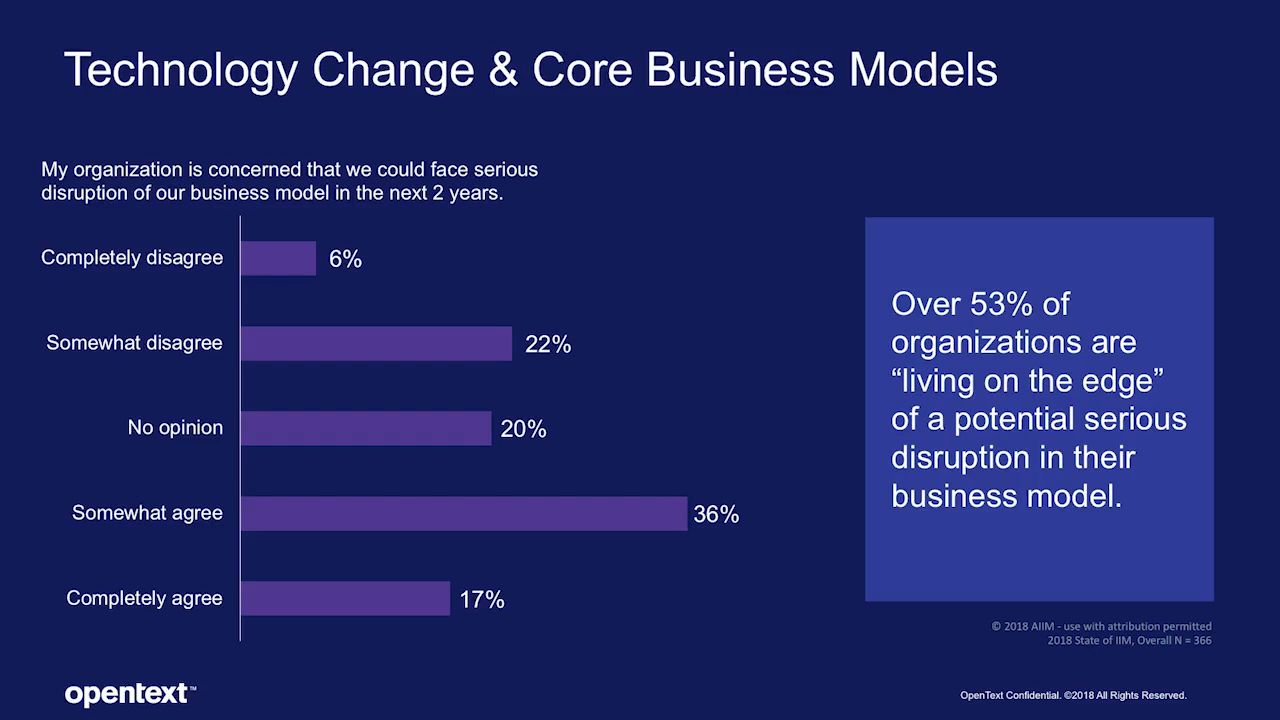 Technology Change & Core Business Models
My organization is concerned that we could face serious
disruption of our business model in the next 2 years.
Completely disagree 6%
Somewhat disagree 22%
No opinion 20%
Somewhat agree 36%
Completely agree 17%
Over 53% of
organizations are
“living on the edge”
of a potential serious
disruption in their
business model.
© 2018 AIIM - use with attribution permitted
2018 State of IIM, Overall N = 366
opentext™
OpenText Confidential. ©2018 All Rights Reserved.